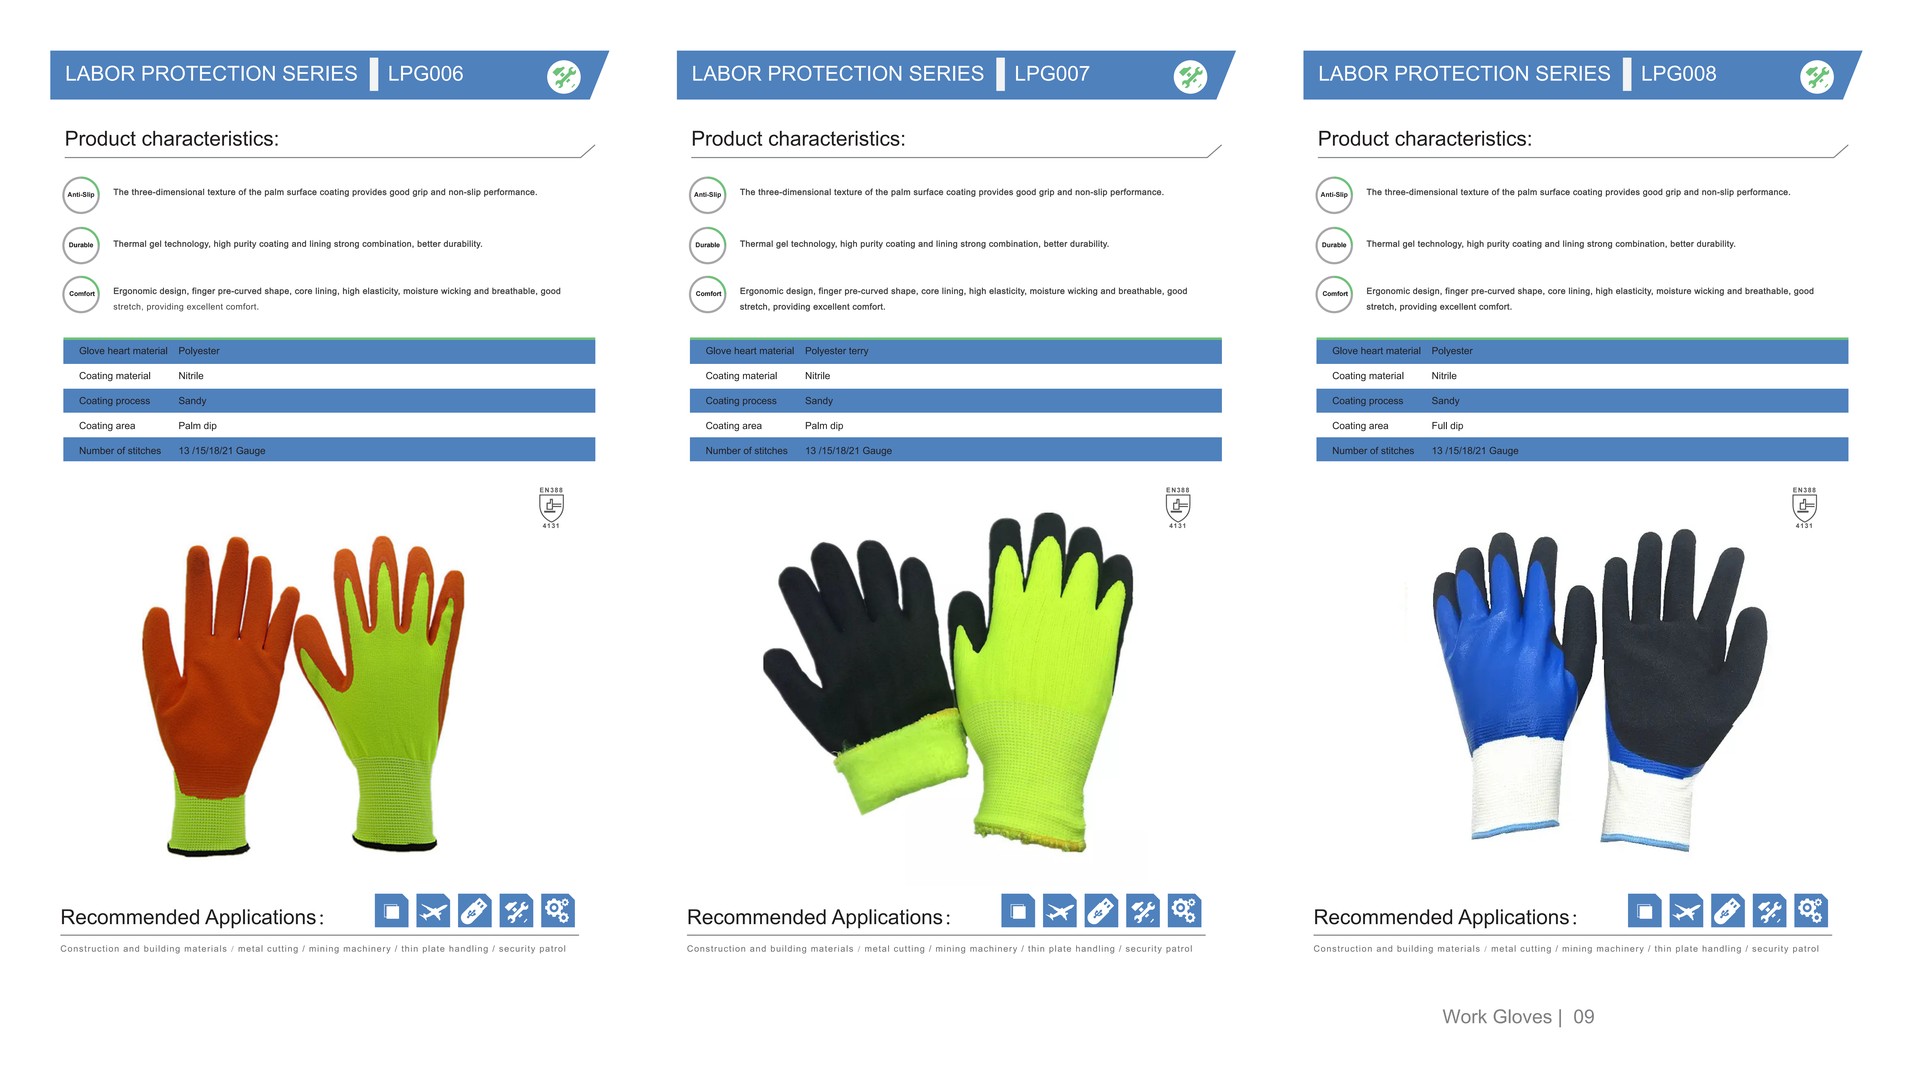 LABOR PROTECTION SERIES LPG006
Product characteristics:
Anti-Slip
The three-dimensional texture of the palm surface coating provides good grip and non-slip performance.
Durable
Thermal gel technology, high purity coating and lining strong combination, better durability.
Comfort
Ergonomic design, finger pre-curved shape, core lining, high elasticity, moisture wicking and breathable, good
stretch, providing excellent comfort.
Glove heart material Polyester
Coating material Nitrile
Coating process Sandy
Coating area Palm dip
Number of stitches 13 /15/18/21 Gauge
EN388
4131
Recommended Applications:
Construction and building materials / metal cutting / mining machinery / thin plate handling / security patrol
LABOR PROTECTION SERIES LPG007
Product characteristics:
Anti-Slip
The three-dimensional texture of the palm surface coating provides good grip and non-slip performance.
Durable
Thermal gel technology, high purity coating and lining strong combination, better durability.
Comfort
Ergonomic design, finger pre-curved shape, core lining, high elasticity, moisture wicking and breathable, good
stretch, providing excellent comfort.
Glove heart material Polyester terry
Coating material Nitrile
Coating process Sandy
Coating area Palm dip
Number of stitches 13 /15/18/21 Gauge
EN388
4131
Recommended Applications:
Construction and building materials / metal cutting / mining machinery / thin plate handling / security patrol
LABOR PROTECTION SERIES LPG008
Product characteristics:
Anti-Slip
The three-dimensional texture of the palm surface coating provides good grip and non-slip performance.
Durable
Thermal gel technology, high purity coating and lining strong combination, better durability.
Comfort
Ergonomic design, finger pre-curved shape, core lining, high elasticity, moisture wicking and breathable, good
stretch, providing excellent comfort.
Glove heart material Polyester
Coating material Nitrile
Coating process Sandy
Coating area Full dip
Number of stitches 13 /15/18/21 Gauge
EN388
4131
Recommended Applications:
Construction and building materials / metal cutting / mining machinery / thin plate handling / security patrol
Work Gloves | 09